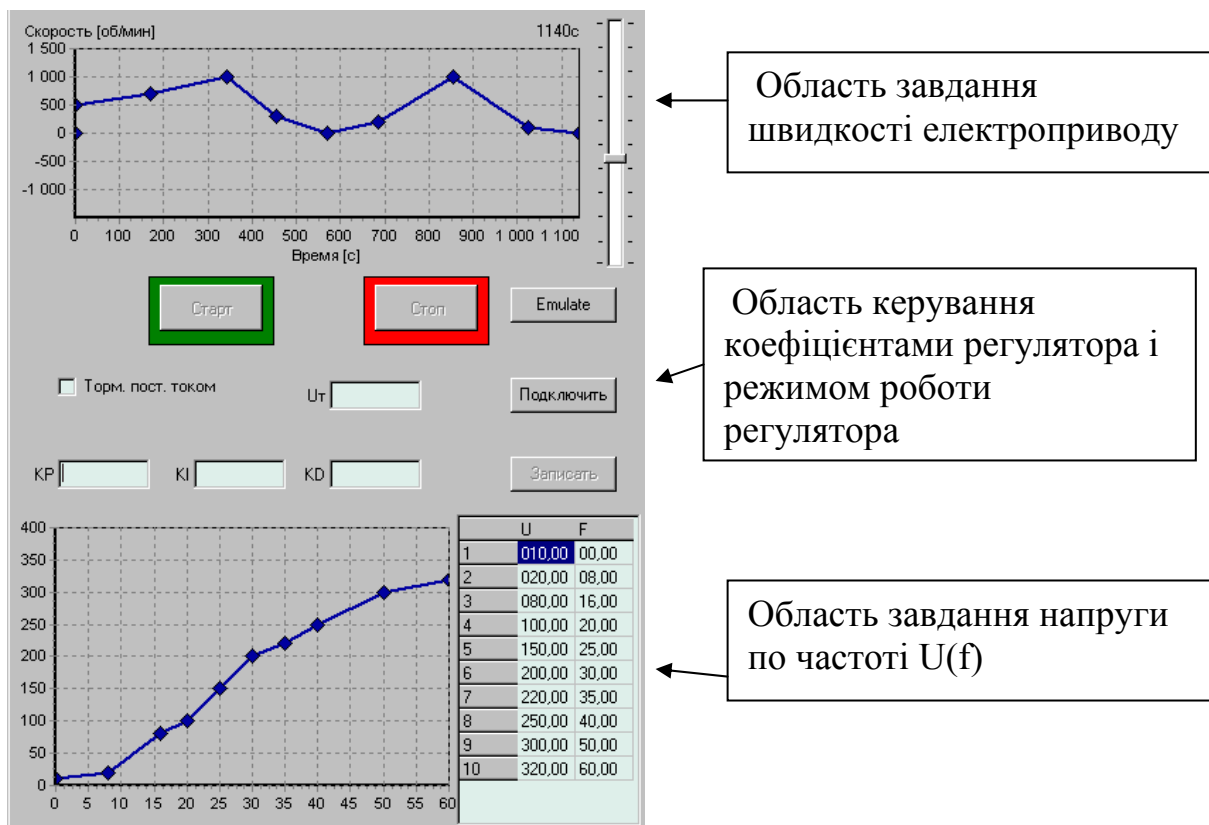 Скорость [об/мин]
1140с
1 500
1 000
500
0
-500
-1 000
0 100 200 300 400 500 600 700 800 900 1 000 1 100
Время [с]
Область завдання
швидкості електроприводу
Старт
Стоп
Emulate
Торм. пост. током
Uт
Подключить
KP
KI
KD
Записать
Область керування
коефіцієнтами регулятора і
режимом роботи
регулятора
400
350
300
250
200
150
100
50
0
0 5 10 15 20 25 30 35 40 45 50 55 60
U F
1 010,00 00,00
2 020,00 08,00
3 080,00 16,00
4 100,00 20,00
5 150,00 25,00
6 200,00 30,00
7 220,00 35,00
8 250,00 40,00
9 300,00 50,00
10 320,00 60,00
Область завдання напруги
по частоті U(f)